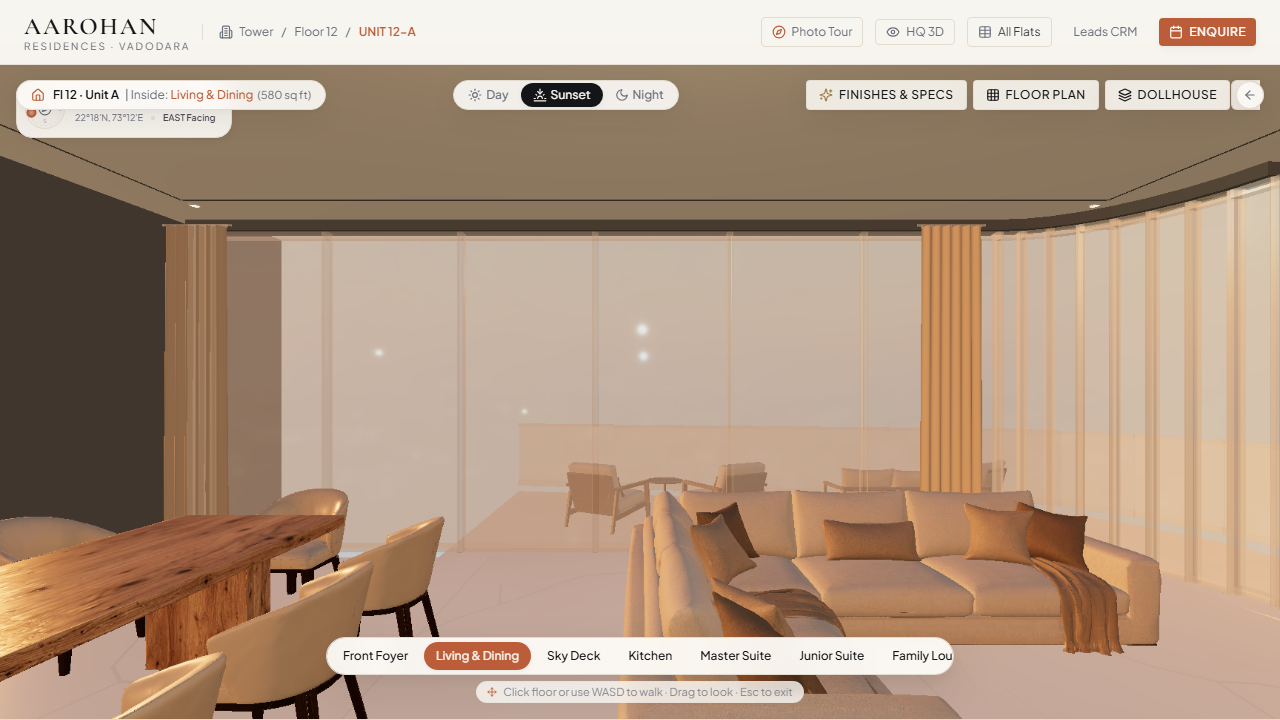 AAROHAN
RESIDENCES · VADODARA
Tower / Floor 12 / UNIT 12-A
Photo Tour
HQ 3D
All Flats
Leads CRM
ENQUIRE
Fl 12 · Unit A | Inside: Living & Dining (580 sq ft)
Day
Sunset
Night
FINISHES & SPECS
FLOOR PLAN
DOLLHOUSE
22°18'N, 73°12'E • EAST Facing
Front Foyer
Living & Dining
Sky Deck
Kitchen
Master Suite
Junior Suite
Family Lou
Click floor or use WASD to walk · Drag to look · Esc to exit